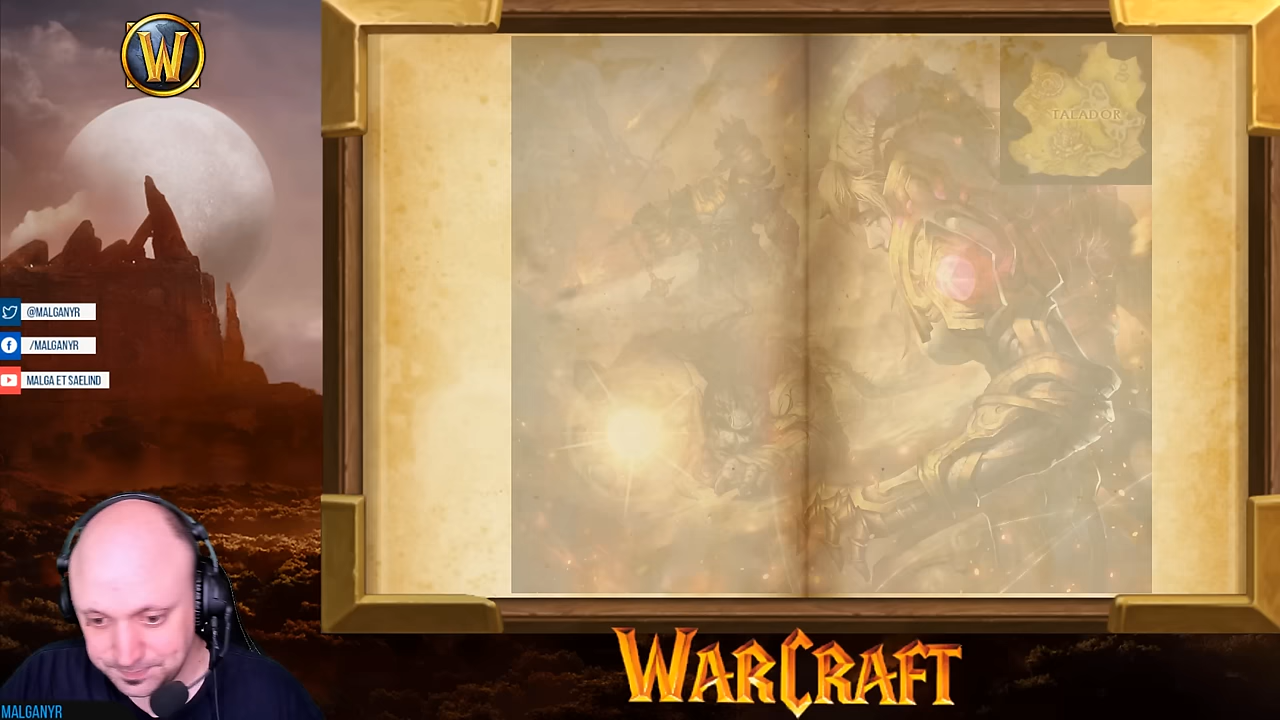 W
@MALGANYR
/MALGANYR
MALGA ET SAELIND
TALADOR
MALGANYR
WARCRAFT